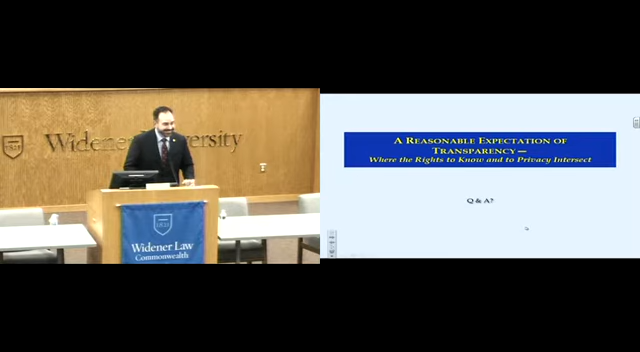 Widener University
Widener Law
Commonwealth
A REASONABLE EXPECTATION OF
TRANSPARENCY —
Where the Rights to Know and to Privacy Intersect
Q & A?